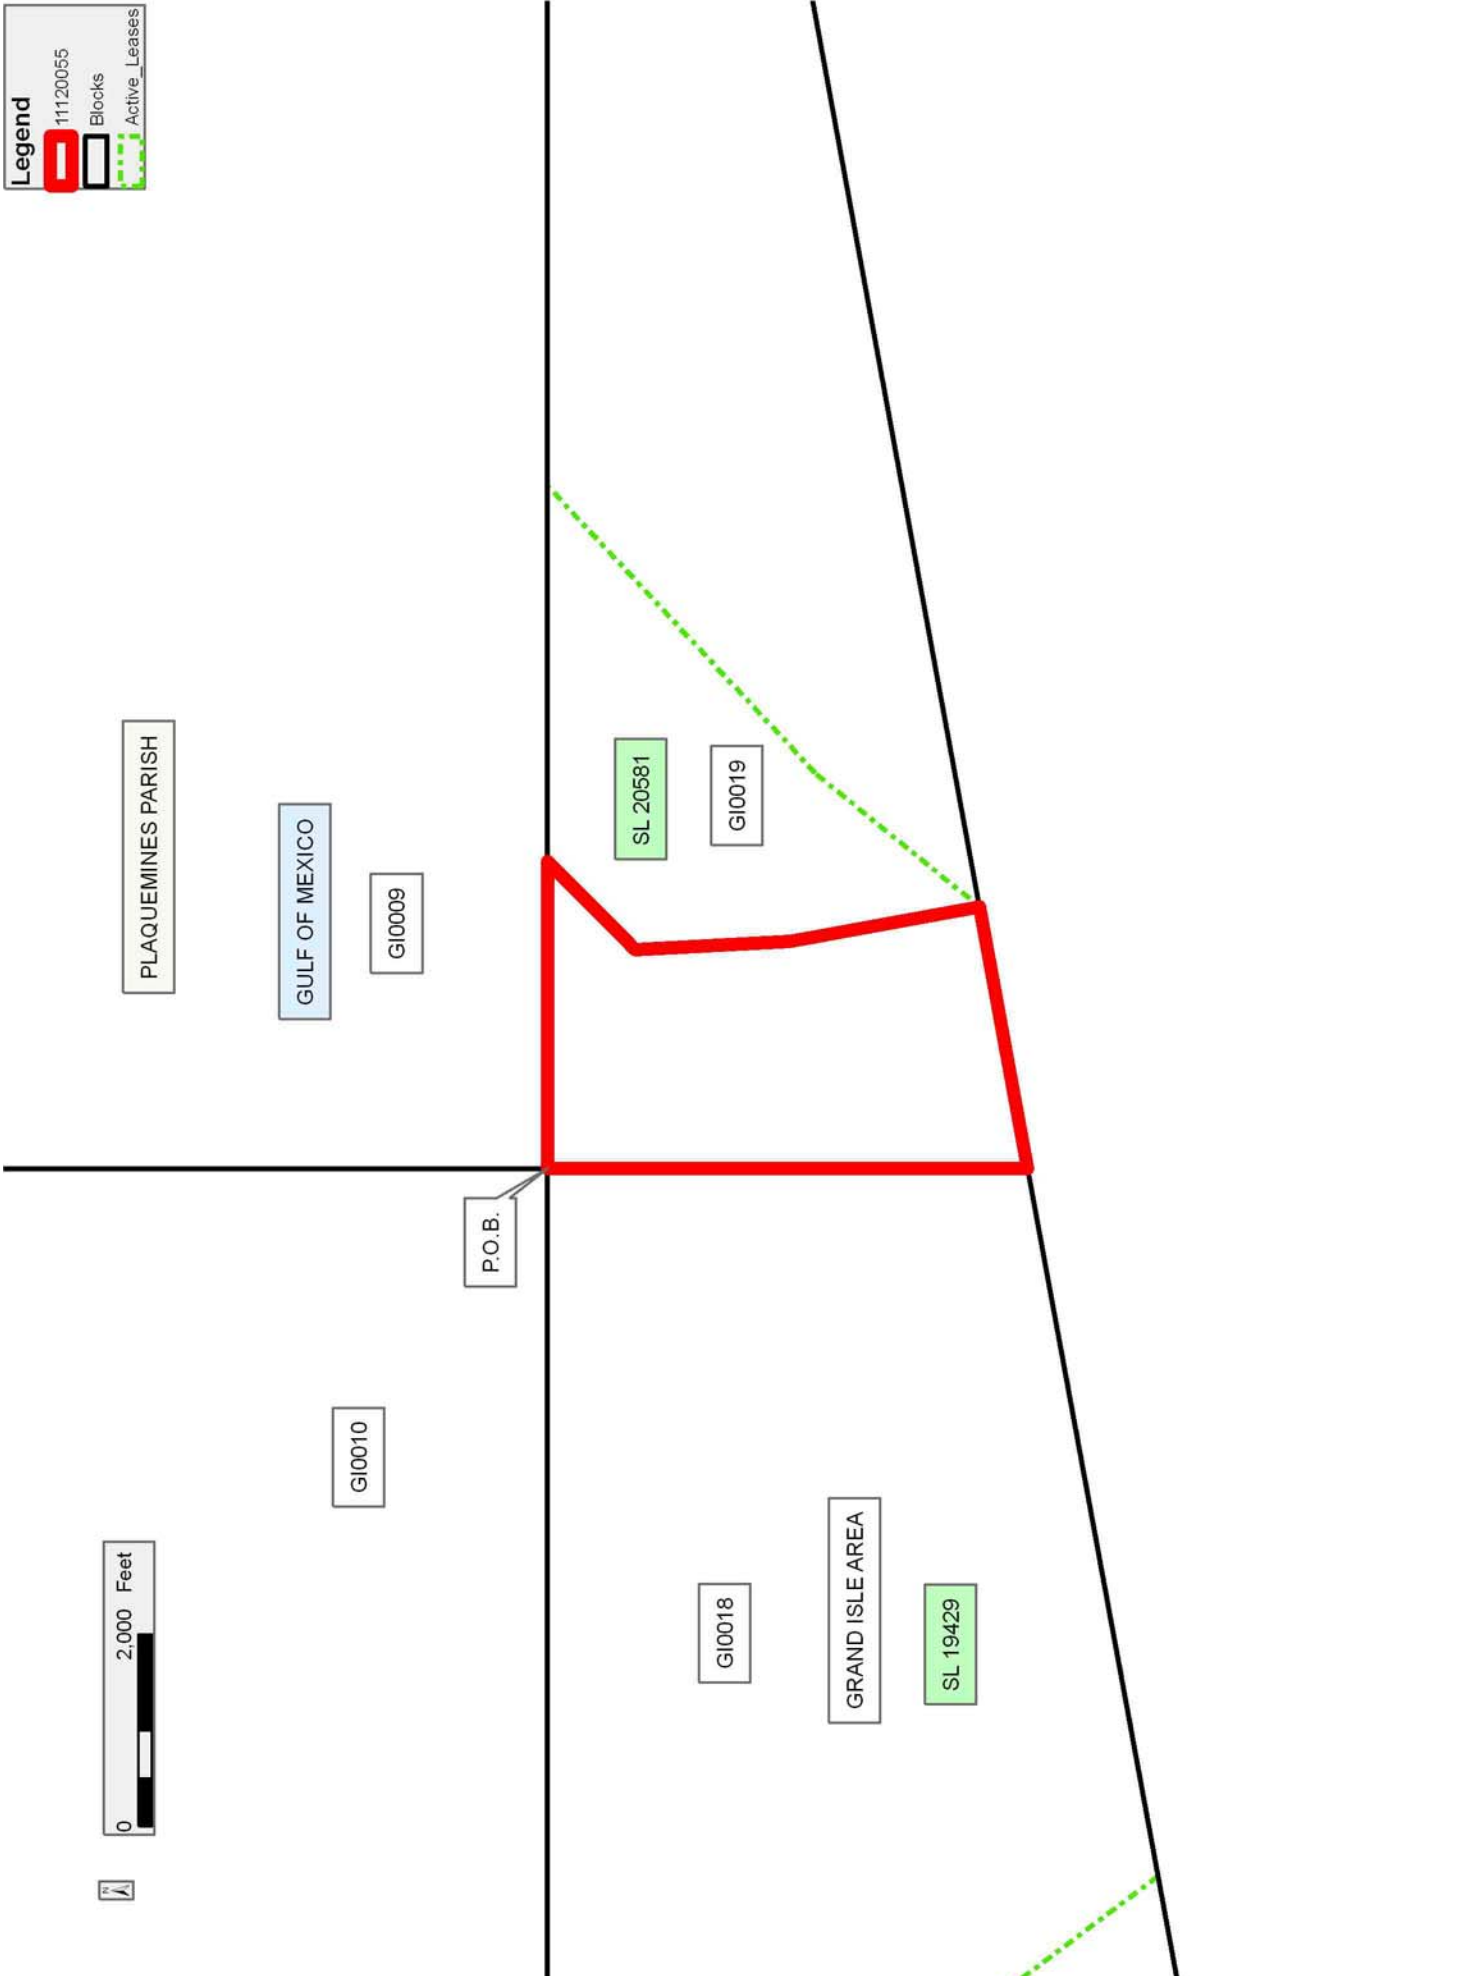 Legend
11120055
Blocks
Active_Leases
PLAQUEMINES PARISH
GULF OF MEXICO
GI0009
SL 20581
GI0019
P.O.B.
GI0010
0 2,000 Feet
N
GI0018
GRAND ISLE AREA
SL 19429